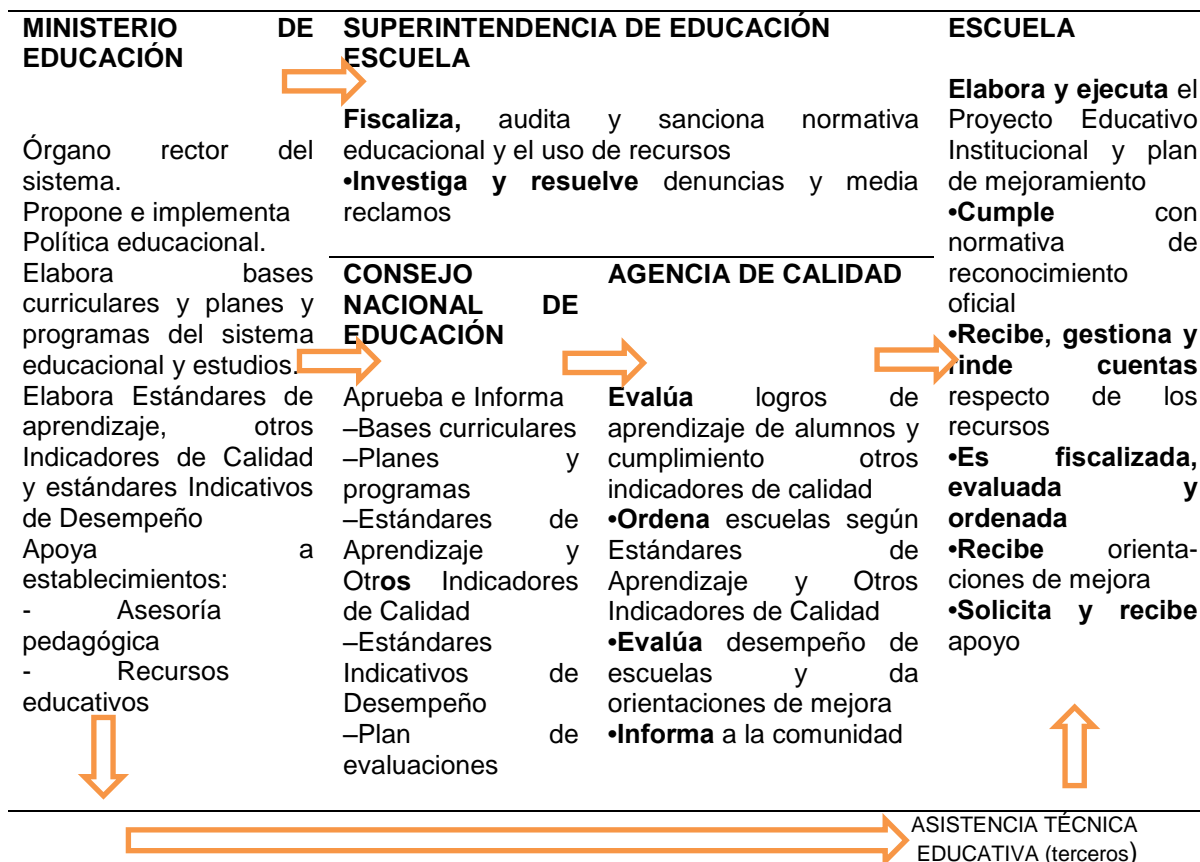 MINISTERIO DE
EDUCACIÓN
Órgano rector del
sistema.
Propone e implementa
Política educacional.
Elabora bases
curriculares y planes y
programas del sistema
educacional y estudios.
Elabora Estándares de
aprendizaje, otros
Indicadores de Calidad
y estándares Indicativos
de Desempeño
Apoya a
establecimientos:
- Asesoría
pedagógica
- Recursos
educativos
SUPERINTENDENCIA DE EDUCACIÓN
ESCUELA
Fiscaliza, audita y sanciona normativa
educacional y el uso de recursos
•Investiga y resuelve denuncias y media
reclamos
CONSEJO
NACIONAL DE
EDUCACIÓN
Aprueba e Informa
–Bases curriculares
–Planes y
programas
–Estándares de
Aprendizaje y
Otros Indicadores
de Calidad
–Estándares
Indicativos de
Desempeño
–Plan de
evaluaciones
AGENCIA DE CALIDAD
Evalúa logros de
aprendizaje de alumnos y
cumplimiento otros
indicadores de calidad
•Ordena escuelas según
Estándares de
Aprendizaje y Otros
Indicadores de Calidad
•Evalúa desempeño de
escuelas y da
orientaciones de mejora
•Informa a la comunidad
ESCUELA
Elabora y ejecuta el
Proyecto Educativo
Institucional y plan
de mejoramiento
•Cumple con
normativa de
reconocimiento
oficial
•Recibe, gestiona y
rinde cuentas
respecto de los
recursos
•Es fiscalizada,
evaluada y
ordenada
•Recibe orienta-
ciones de mejora
•Solicita y recibe
apoyo
ASISTENCIA TÉCNICA
EDUCATIVA (terceros)